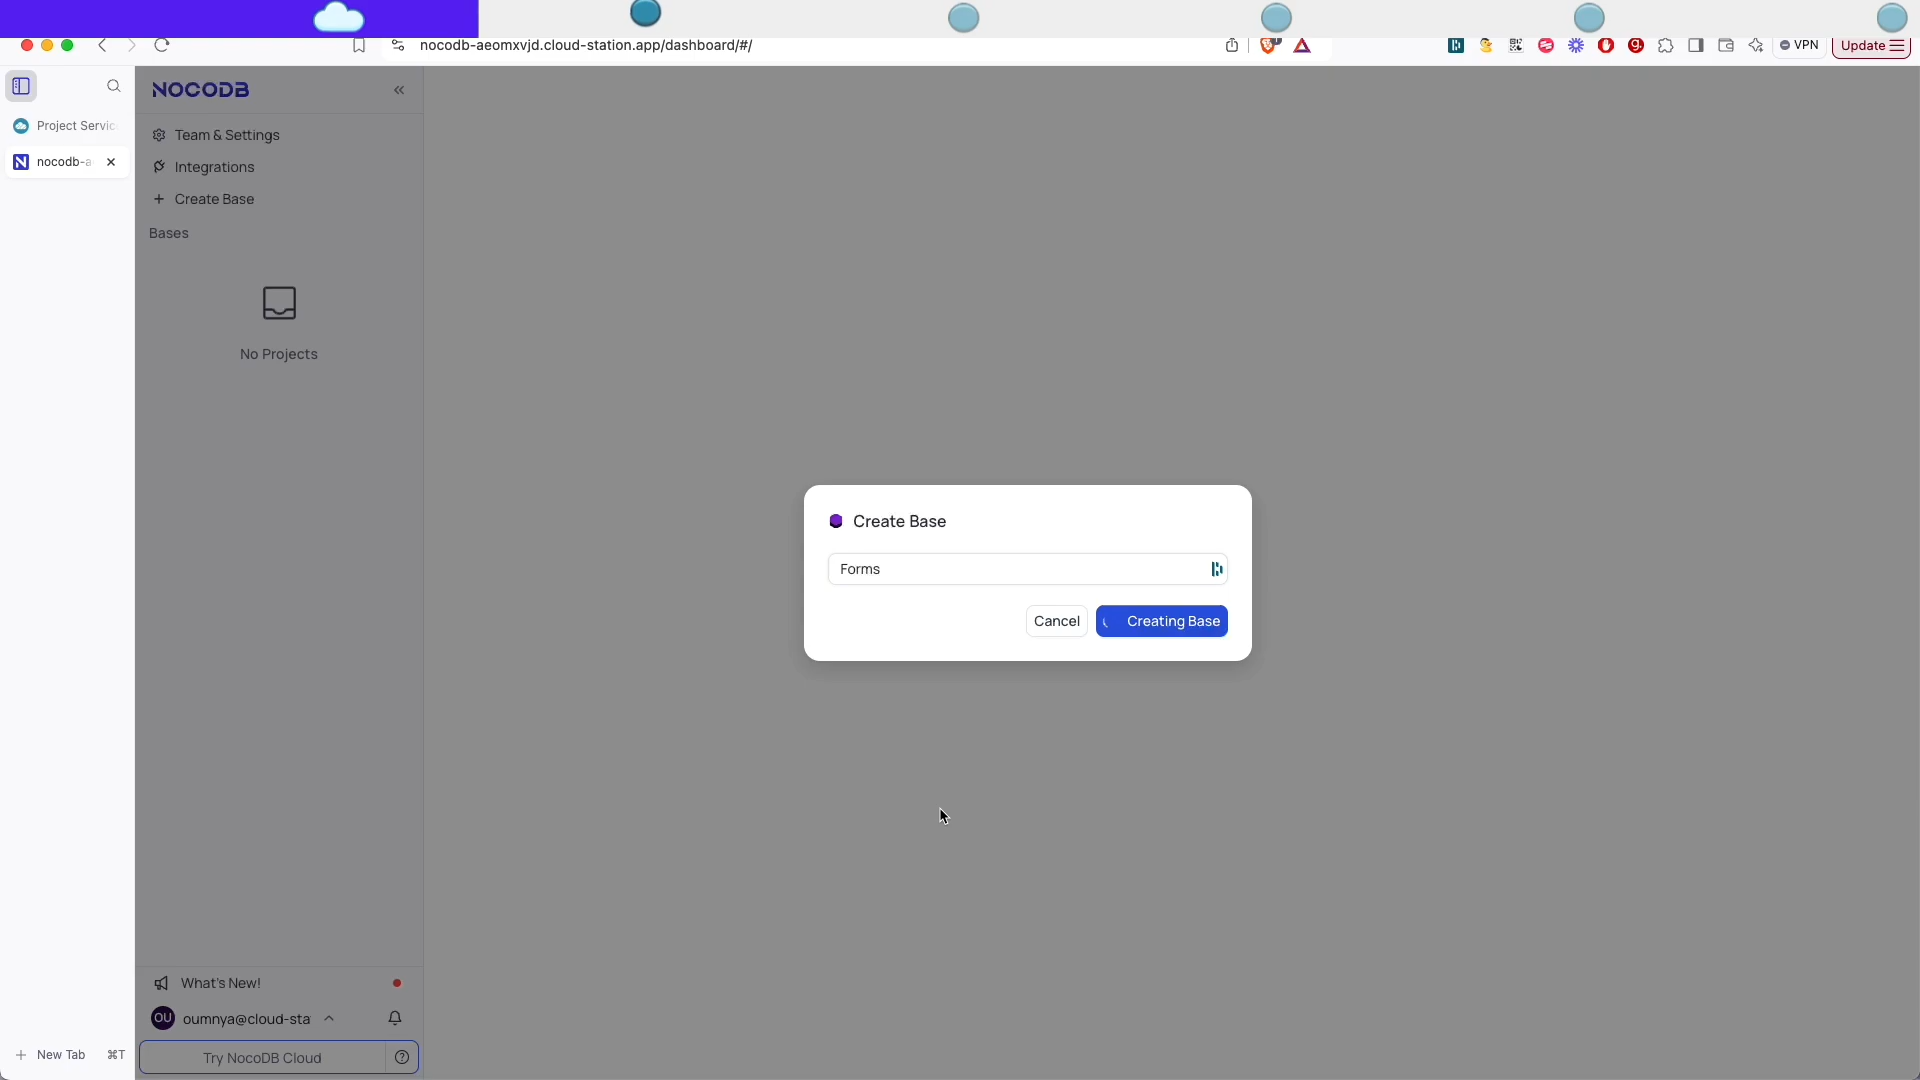 nocodb-aeomxvjd.cloud-station.app/dashboard/#/
VPN
Update
NOCODB
Team & Settings
Project Servic
Integrations
nocodb-a
Create Base
Bases
No Projects
Create Base
Forms
Cancel
Creating Base
What's New!
OU
oumnya@cloud-sta
New Tab
⌘T
Try NocoDB Cloud